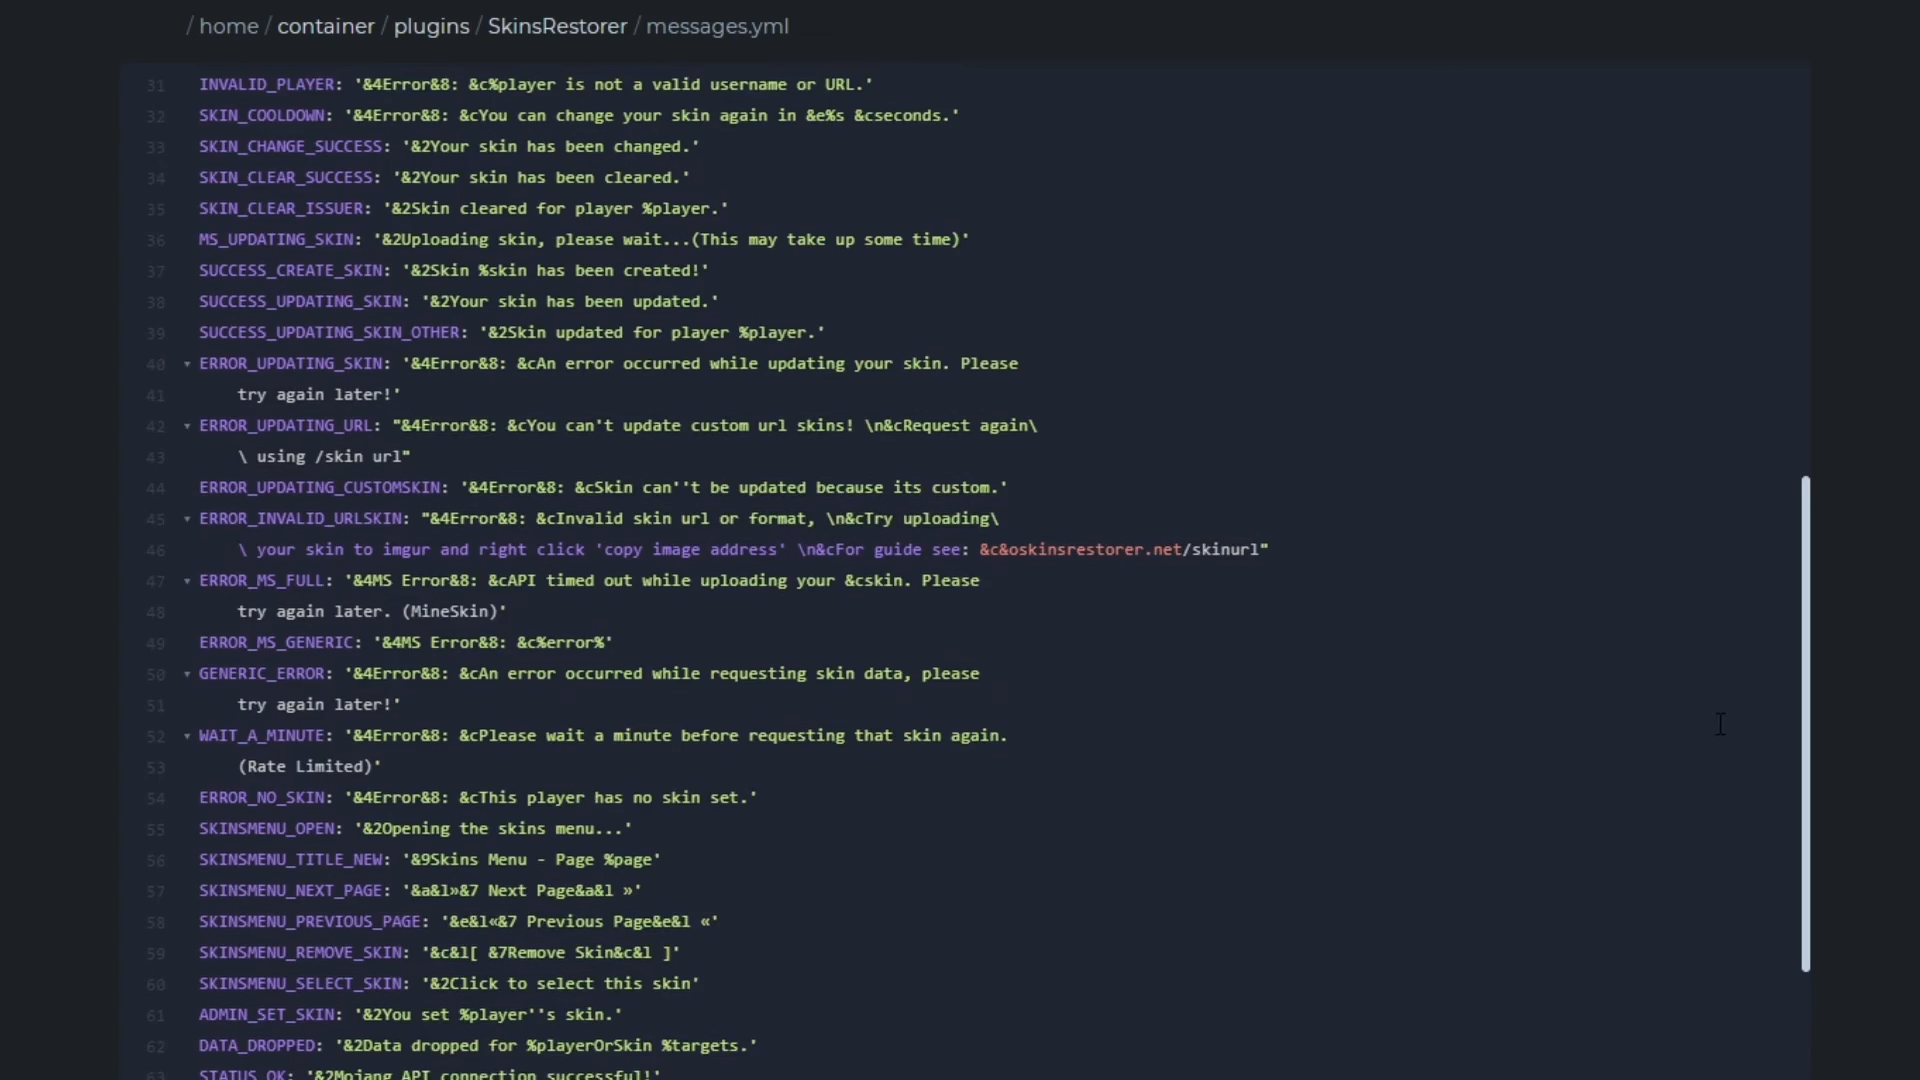 / home / container / plugins / SkinsRestorer / messages.yml
31 INVALID_PLAYER: '&4Error&8: &c%player is not a valid username or URL.'
32 SKIN_COOLDOWN: '&4Error&8: &cYou can change your skin again in &e%s &cseconds.'
33 SKIN_CHANGE_SUCCESS: '&2Your skin has been changed.'
34 SKIN_CLEAR_SUCCESS: '&2Your skin has been cleared.'
35 SKIN_CLEAR_ISSUER: '&2Skin cleared for player %player.'
36 MS_UPDATING_SKIN: '&2Uploading skin, please wait...(This may take up some time)'
37 SUCCESS_CREATE_SKIN: '&2Skin %skin has been created!'
38 SUCCESS_UPDATING_SKIN: '&2Your skin has been updated.'
39 SUCCESS_UPDATING_SKIN_OTHER: '&2Skin updated for player %player.'
40 ERROR_UPDATING_SKIN: '&4Error&8: &cAn error occurred while updating your skin. Please
41 try again later!'
42 ERROR_UPDATING_URL: "&4Error&8: &cYou can't update custom url skins! \n&cRequest again\
43 \ using /skin url"
44 ERROR_UPDATING_CUSTOMSKIN: '&4Error&8: &cSkin can''t be updated because its custom.'
45 ERROR_INVALID_URLSKIN: "&4Error&8: &cInvalid skin url or format, \n&cTry uploading\
46 \ your skin to imgur and right click 'copy image address' \n&cFor guide see: &c&oskinsrestorer.net/skinurl"
47 ERROR_MS_FULL: '&4MS Error&8: &cAPI timed out while uploading your &cskin. Please
48 try again later. (MineSkin)'
49 ERROR_MS_GENERIC: '&4MS Error&8: &c%error%'
50 GENERIC_ERROR: '&4Error&8: &cAn error occurred while requesting skin data, please
51 try again later!'
52 WAIT_A_MINUTE: '&4Error&8: &cPlease wait a minute before requesting that skin again.
53 (Rate Limited)'
54 ERROR_NO_SKIN: '&4Error&8: &cThis player has no skin set.'
55 SKINSMENU_OPEN: '&2Opening the skins menu...'
56 SKINSMENU_TITLE_NEW: '&9Skins Menu - Page %page'
57 SKINSMENU_NEXT_PAGE: '&a&l»&7 Next Page&a&l »'
58 SKINSMENU_PREVIOUS_PAGE: '&e&l«&7 Previous Page&e&l «'
59 SKINSMENU_REMOVE_SKIN: '&c&l[ &7Remove Skin&c&l ]'
60 SKINSMENU_SELECT_SKIN: '&2Click to select this skin'
61 ADMIN_SET_SKIN: '&2You set %player''s skin.'
62 DATA_DROPPED: '&2Data dropped for %playerOrSkin %targets.'
63 STATUS_OK: '&2Mojang API connection successful!'